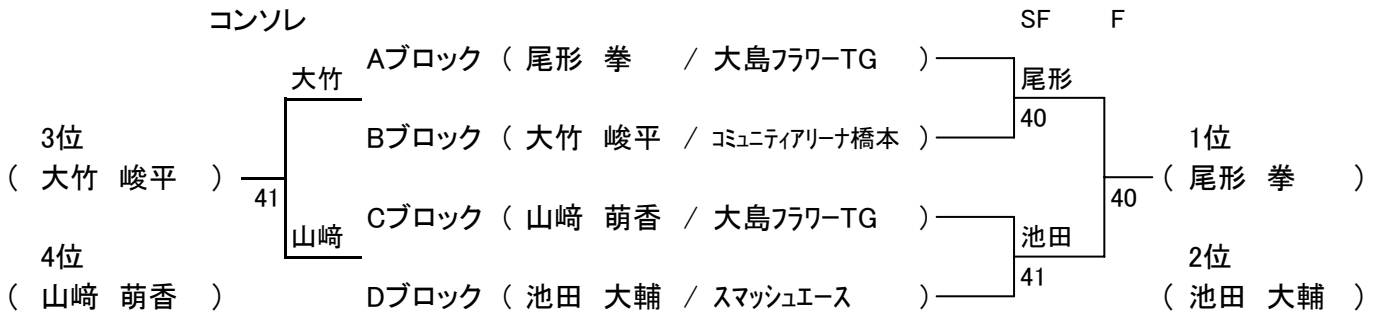 コンソレ SF F
Aブロック ( 尾形 拳 / 大島フラワーTG )
大竹 尾形
40
3位 Bブロック ( 大竹 峻平 / コミュニティアリーナ橋本 ) 1位
( 大竹 峻平 ) ( 尾形 拳 )
41 40
Cブロック ( 山﨑 萌香 / 大島フラワーTG )
山﨑 池田
4位 2位
41
( 山﨑 萌香 ) Dブロック ( 池田 大輔 / スマッシュエース ) ( 池田 大輔 )